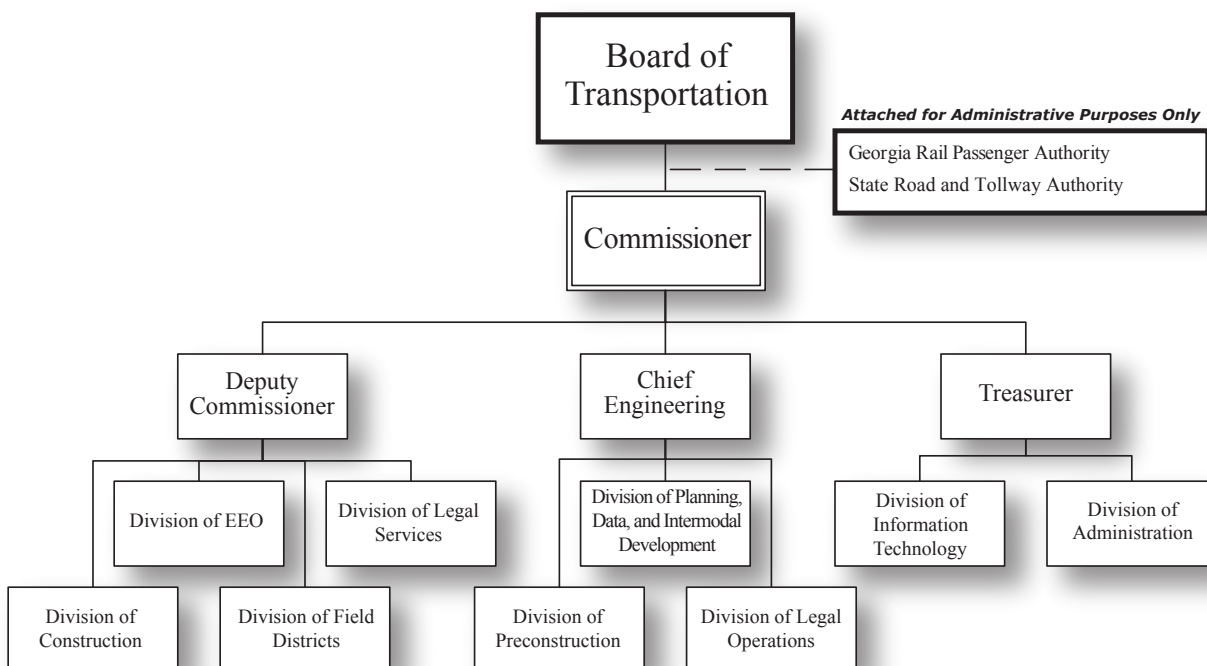 Board of
Transportation
Attached for Administrative Purposes Only
Georgia Rail Passenger Authority
State Road and Tollway Authority
Commissioner
Deputy
Commissioner
Chief
Engineering
Treasurer
Division of EEO
Division of Legal
Services
Division of Planning,
Data, and Intermodal
Development
Division of
Information
Technology
Division of
Administration
Division of
Construction
Division of Field
Districts
Division of
Preconstruction
Division of Legal
Operations